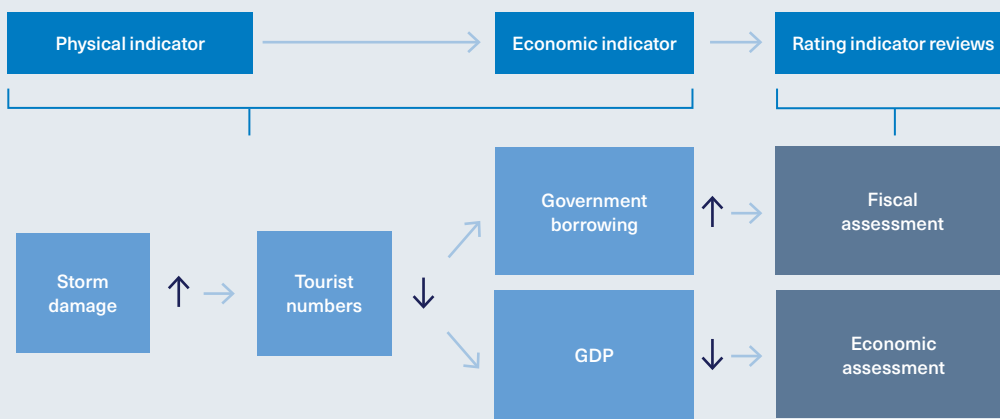 Physical indicator
Economic indicator
Rating indicator reviews
Storm
damage
Tourist
numbers
Government
borrowing
GDP
Fiscal
assessment
Economic
assessment